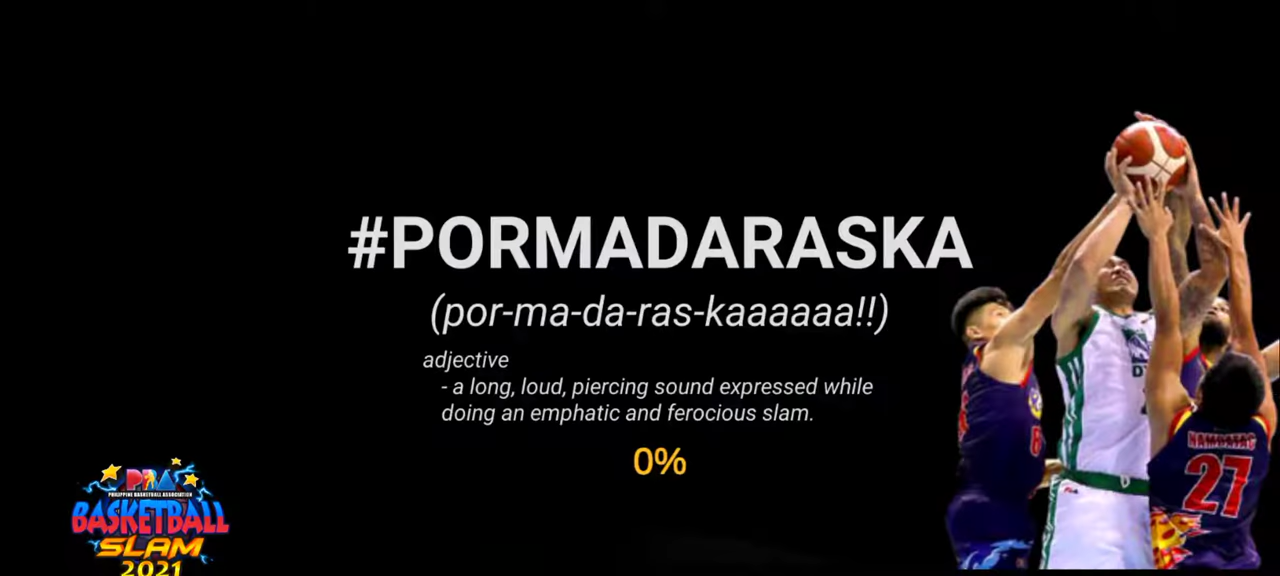 #PORMADARASKA
(por-ma-da-ras-kaaaaaa!!)
adjective
- a long, loud, piercing sound expressed while
doing an emphatic and ferocious slam.
0%
PBA
PHILIPPINE BASKETBALL ASSOCIATION
BASKETBALL
SLAM
2021
NAMBATAC
27